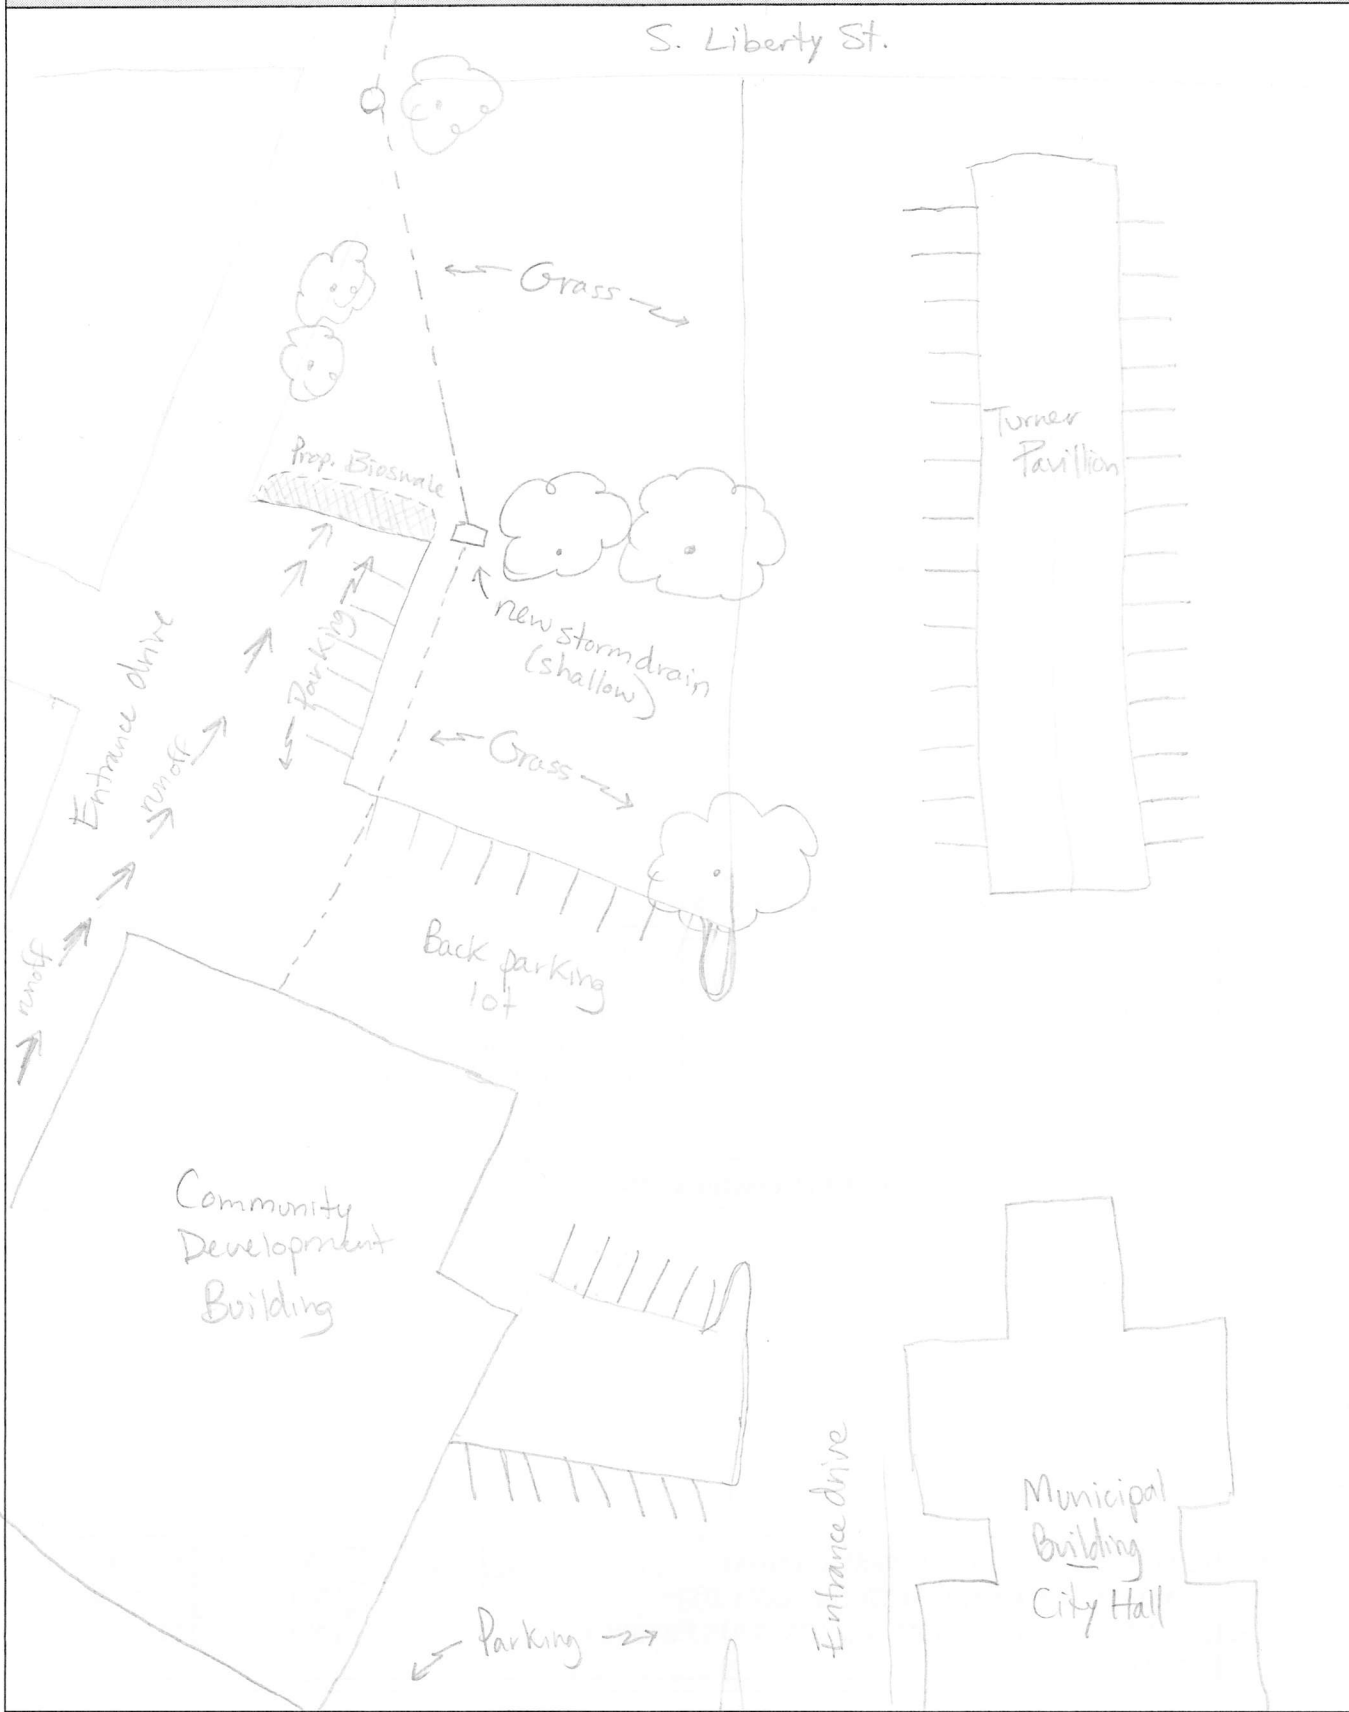 S. Liberty St.
Grass
Turner
Pavillion
Prop. Bioswale
new stormdrain
(shallow)
Parking
Entrance drive
runoff
Grass
runoff
Back parking
lot
Community
Development
Building
Entrance drive
Municipal
Building
City Hall
Parking